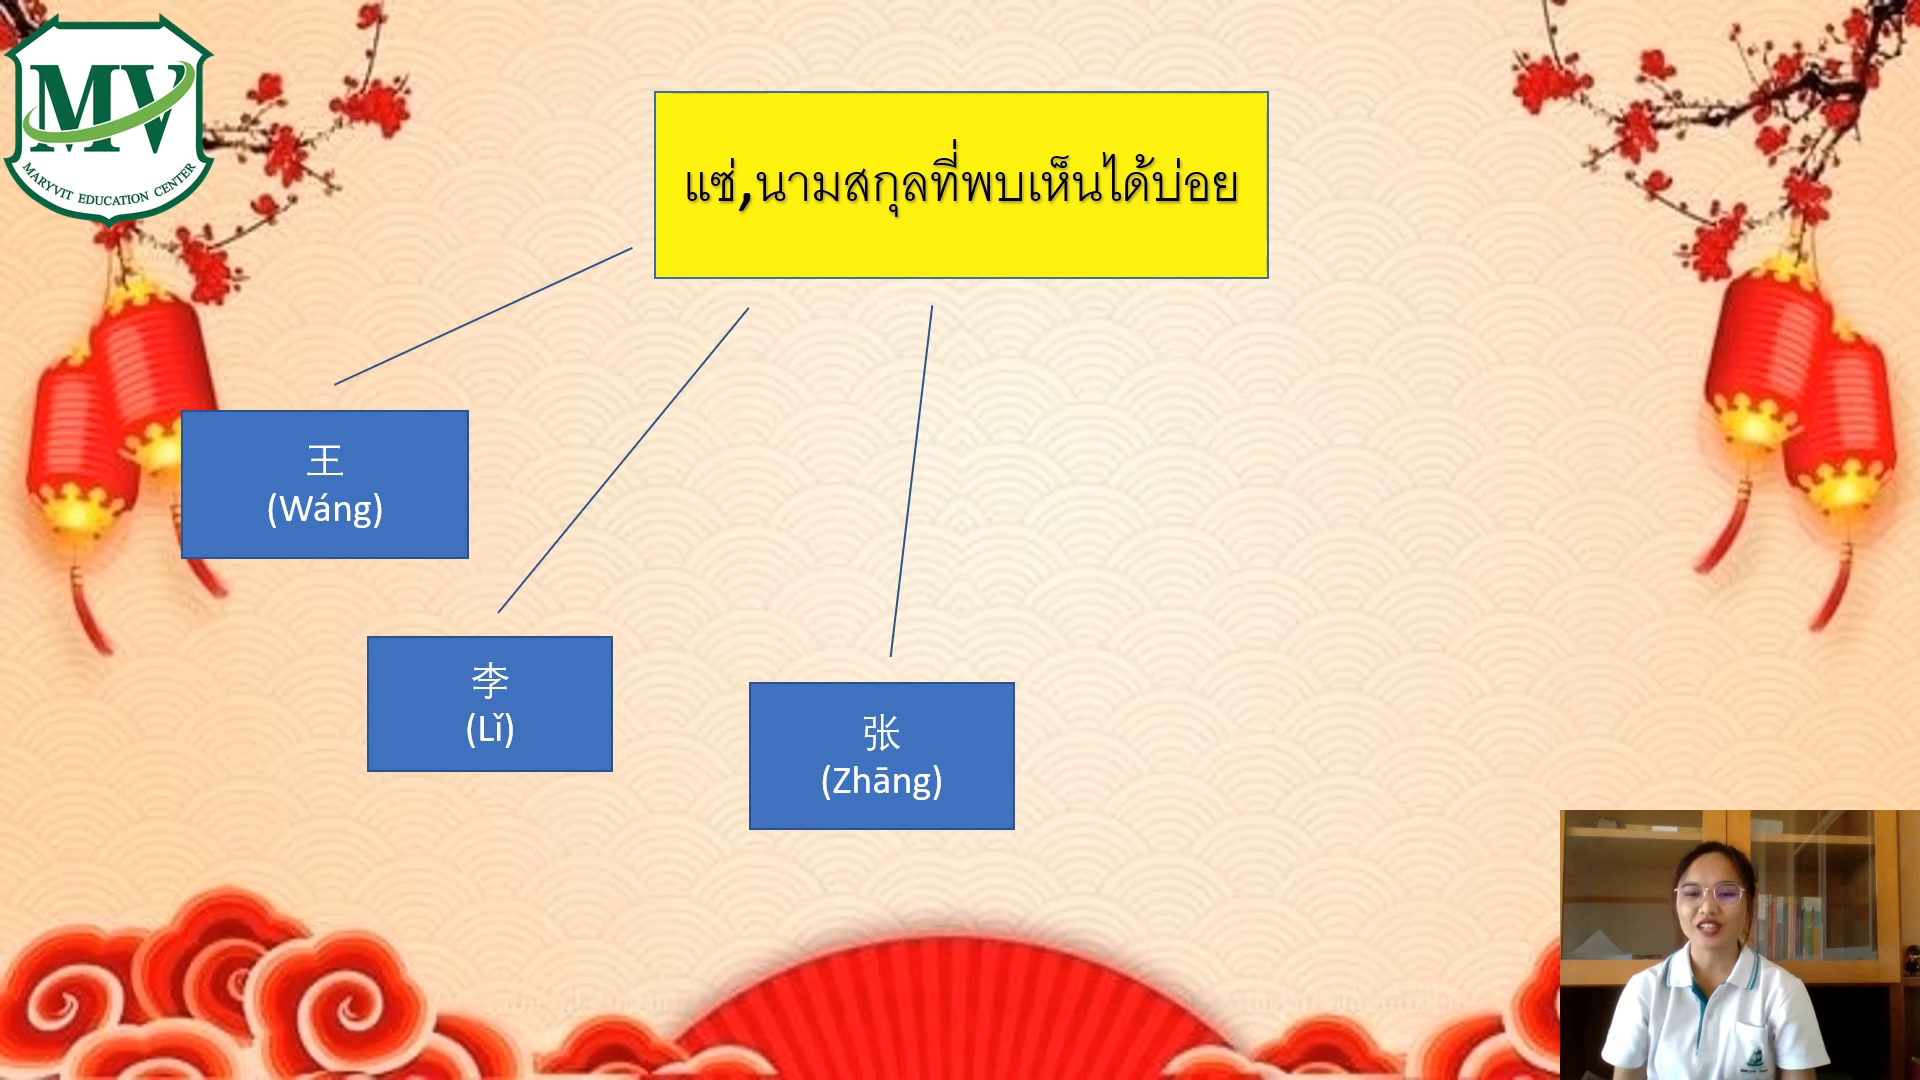 MV
MARYVIT EDUCATION CENTER
แซ่,นามสกุลที่พบเห็นได้บ่อย
王
(Wáng)
李
(Lǐ)
张
(Zhāng)